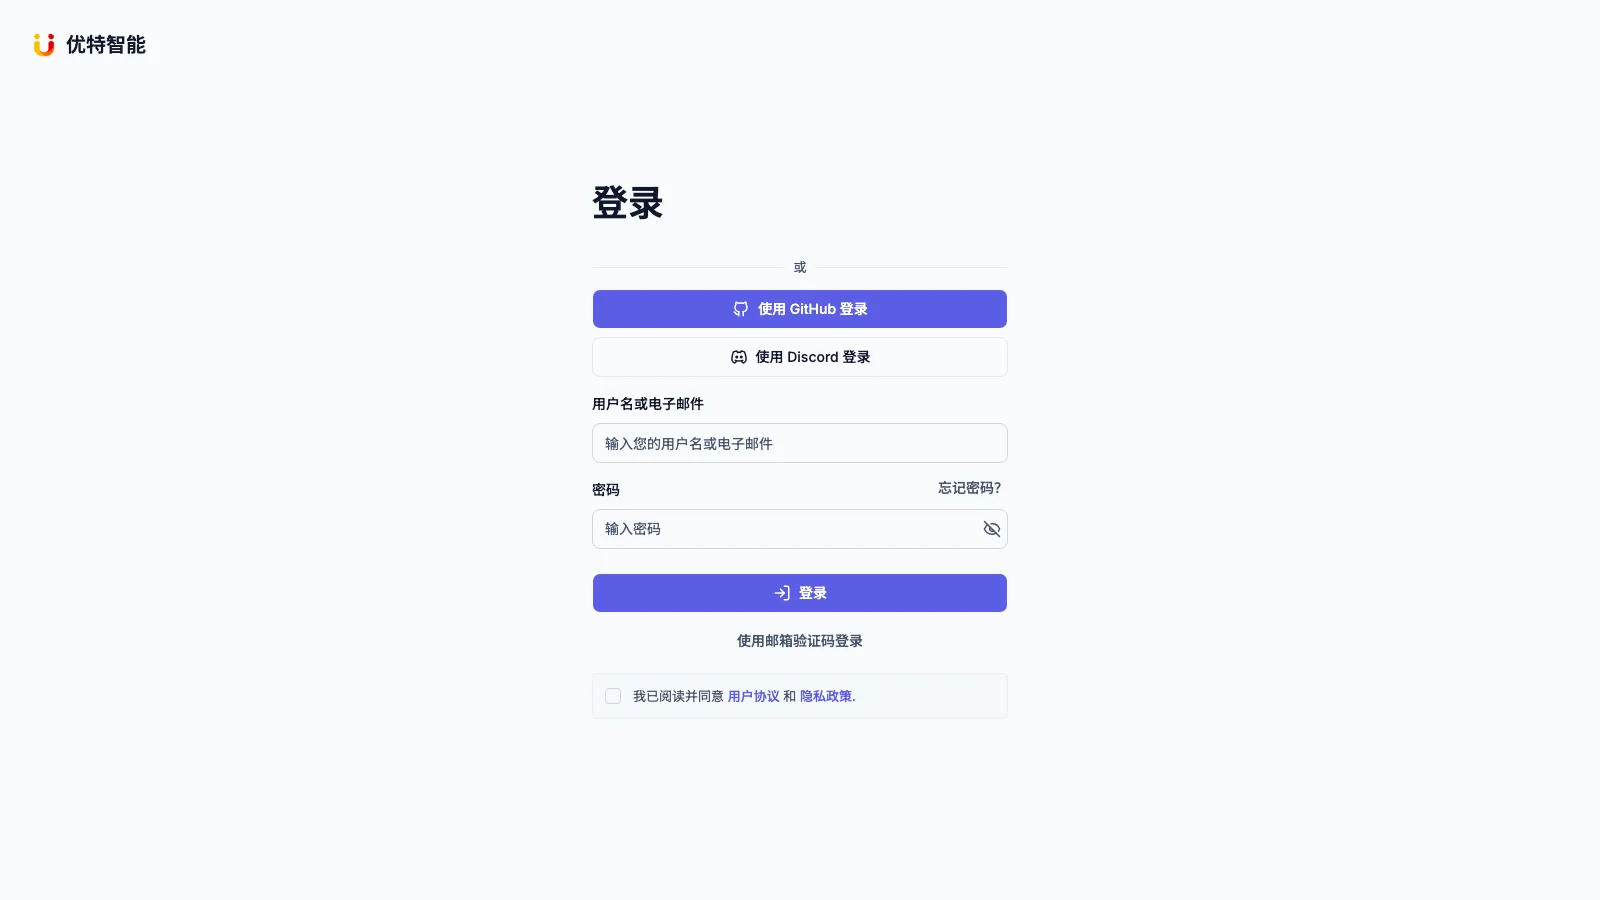 优特智能
登录
或
使用 GitHub 登录
使用 Discord 登录
用户名或电子邮件
输入您的用户名或电子邮件
密码
忘记密码？
输入密码
登录
使用邮箱验证码登录
我已阅读并同意 用户协议 和 隐私政策.